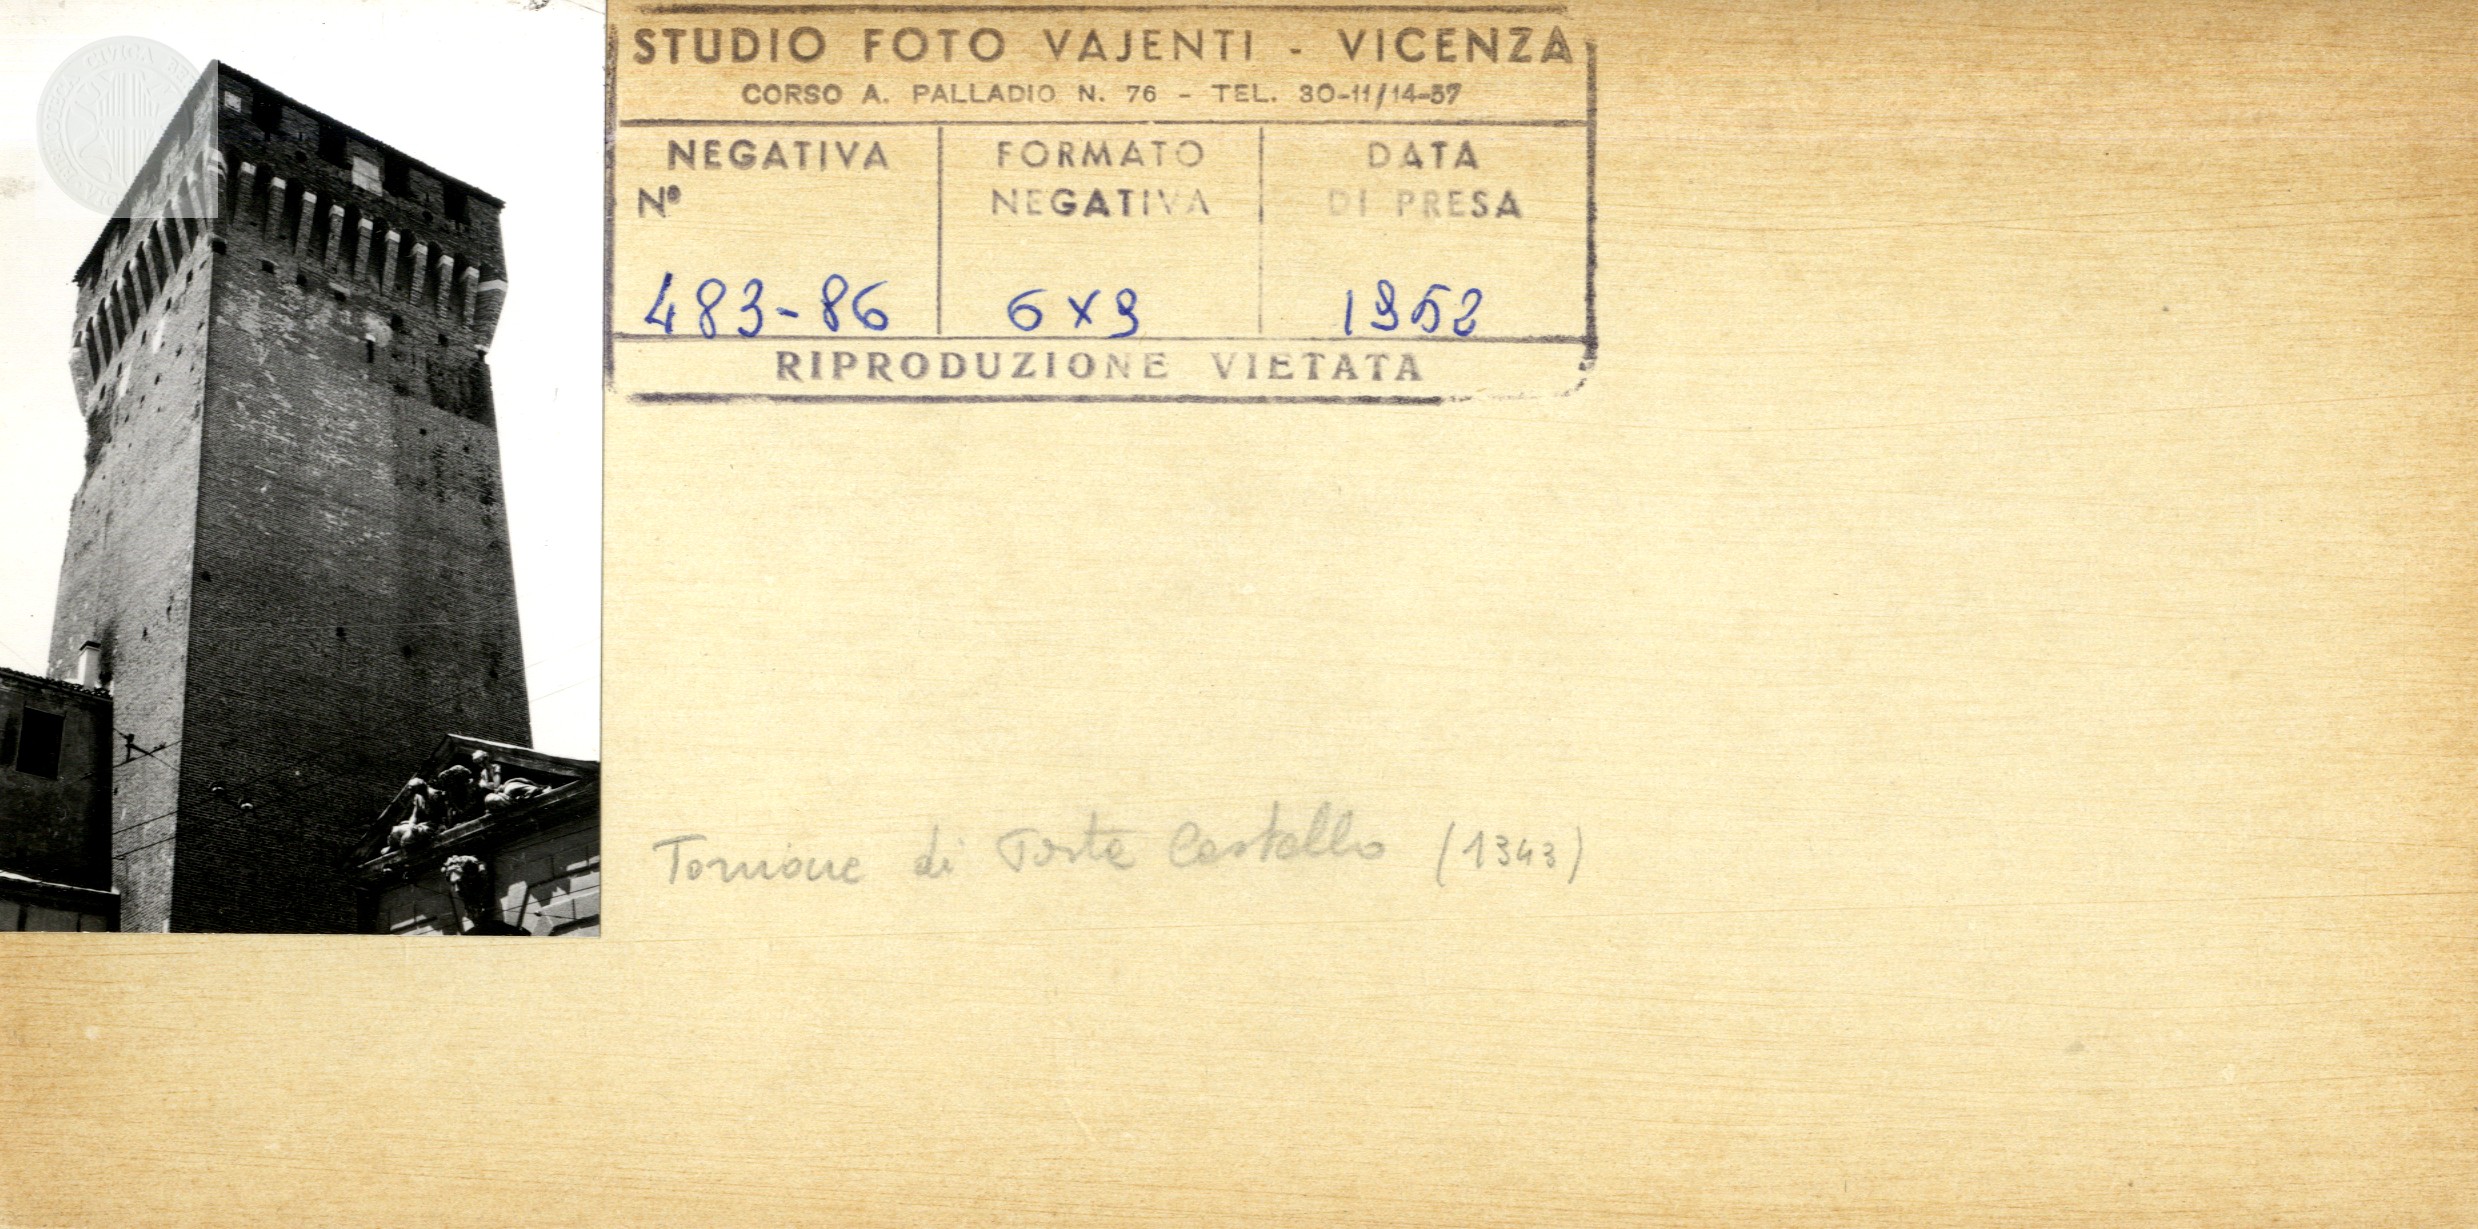 STUDIO FOTO VAJENTI - VICENZA
CORSO A. PALLADIO N. 76 - TEL. 30-11/14-57
NEGATIVA FORMATO DATA
Nº NEGATIVA DI PRESA
483-86 6x9 1952
RIPRODUZIONE VIETATA
Torrione di Porta Castello (1343)